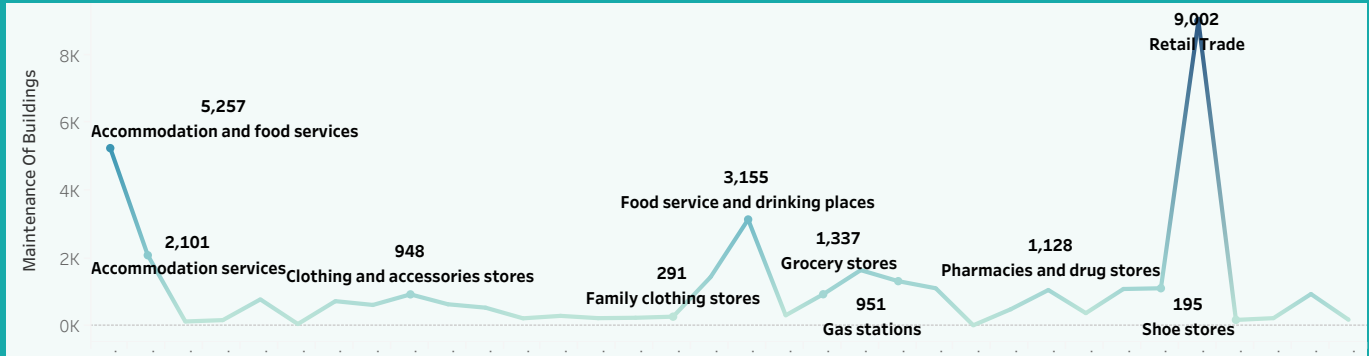 9,002
Retail Trade
8K
Maintenance Of Buildings
5,257
6K
Accommodation and food services
4K
3,155
Food service and drinking places
2,101
948
1,337
1,128
2K
Accommodation services
Clothing and accessories stores
291
Grocery stores
Pharmacies and drug stores
Family clothing stores
951
195
0K
Gas stations
Shoe stores